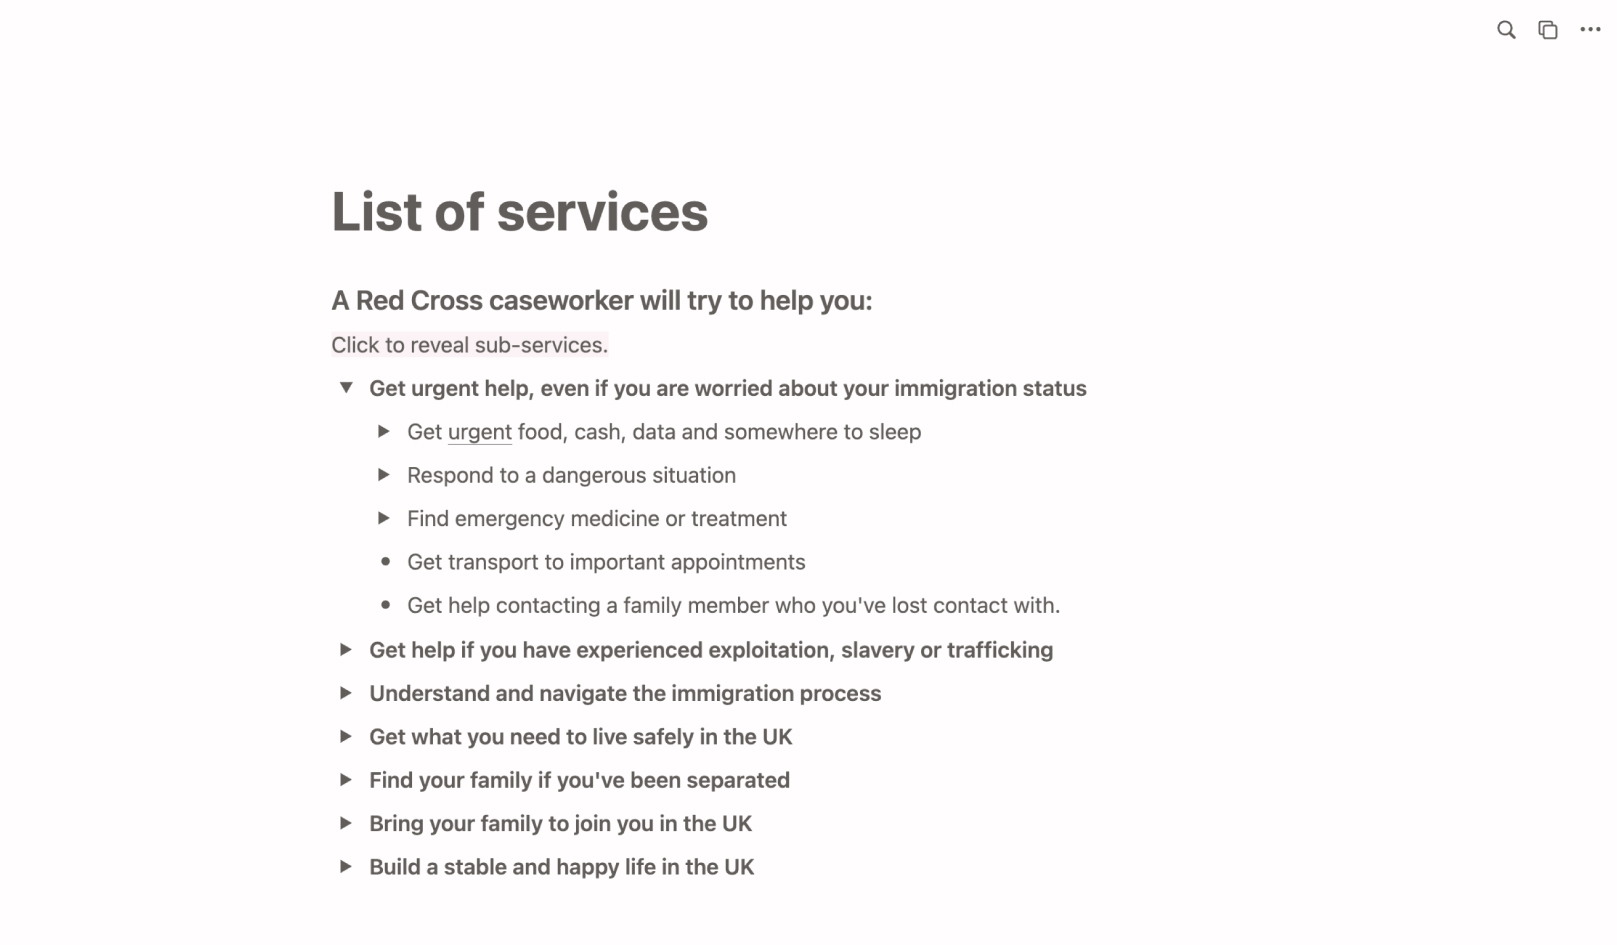 List of services
A Red Cross caseworker will try to help you:
Click to reveal sub-services.
Get urgent help, even if you are worried about your immigration status
Get urgent food, cash, data and somewhere to sleep
Respond to a dangerous situation
Find emergency medicine or treatment
Get transport to important appointments
Get help contacting a family member who you've lost contact with.
Get help if you have experienced exploitation, slavery or trafficking
Understand and navigate the immigration process
Get what you need to live safely in the UK
Find your family if you've been separated
Bring your family to join you in the UK
Build a stable and happy life in the UK